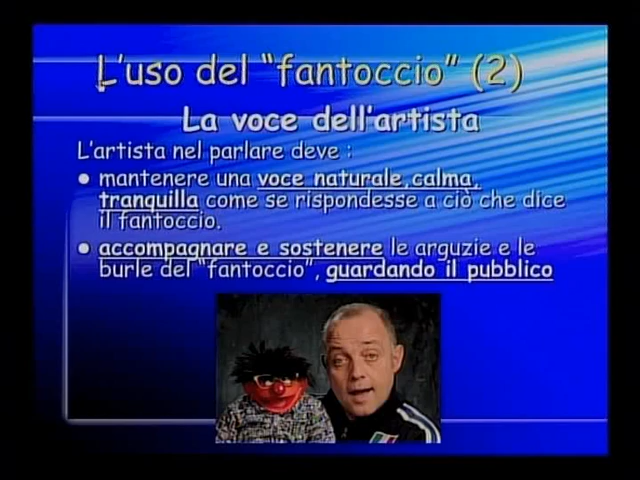 L'uso del "fantoccio" (2)
La voce dell'artista
L'artista nel parlare deve :
● mantenere una voce naturale,calma,
tranquilla come se rispondesse a ciò che dice
il fantoccio.
● accompagnare e sostenere le arguzie e le
burle del "fantoccio", guardando il pubblico